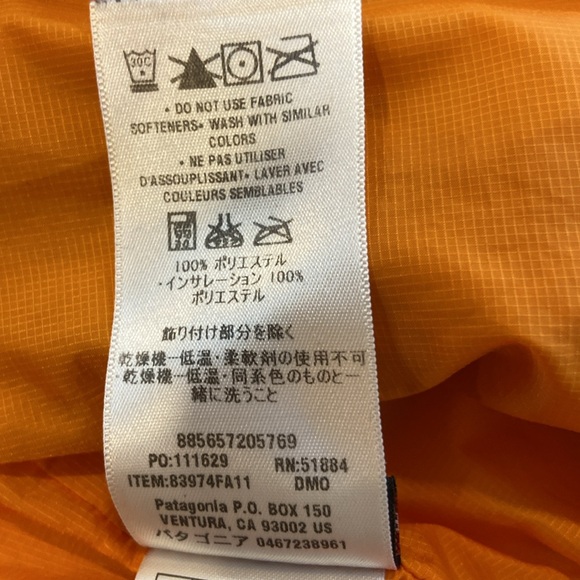 30C
• DO NOT USE FABRIC
SOFTENERS• WASH WITH SIMILAR
COLORS
• NE PAS UTILISER
D'ASSOUPLISSANT• LAVER AVEC
COULEURS SEMBLABLES
100% ポリエステル
・インサレーション 100%
ポリエステル
飾り付け部分を除く
乾燥機ー低温・柔軟剤の使用不可
・乾燥機ー低温・同系色のものと一
緒に洗うこと
885657205769
PO:111629 RN:51884
ITEM:83974FA11 DMO
Patagonia P.O. BOX 150
VENTURA, CA 93002 US
パタゴニア 0467238961